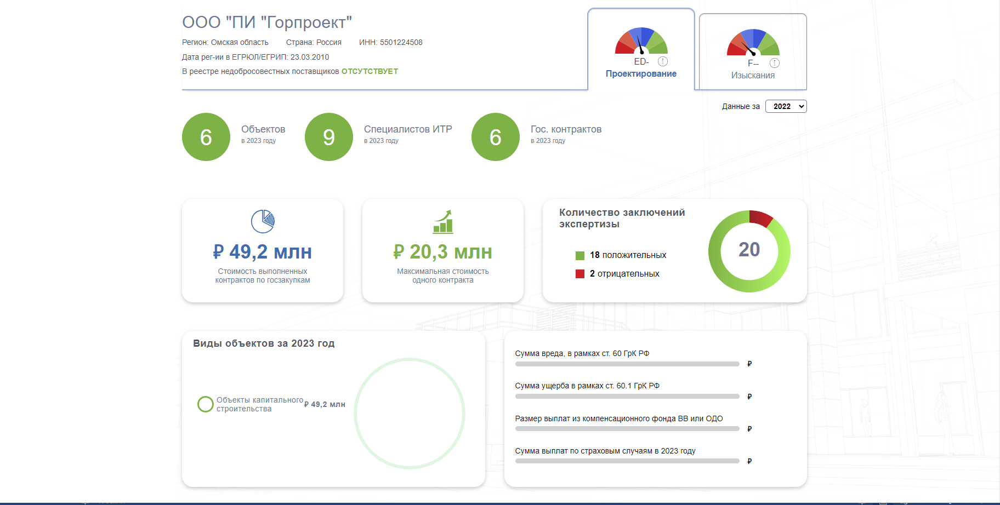 ООО "ПИ "Горпроект"
Регион: Омская область Страна: Россия ИНН: 5501224508
Дата рег-ии в ЕГРЮЛ/ЕГРИП: 23.03.2010
В реестре недобросовестных поставщиков ОТСУТСТВУЕТ
ED-
Проектирование
F--
Изыскания
Данные за 2022
6 Объектов
в 2023 году
9 Специалистов ИТР
в 2023 году
6 Гос. контрактов
в 2023 году
₽ 49,2 млн
Стоимость выполненных
контрактов по госзакупкам
₽ 20,3 млн
Максимальная стоимость
одного контракта
Количество заключений
экспертизы
18 положительных
2 отрицательных
20
Виды объектов за 2023 год
Объекты капитального
строительства
₽ 49,2 млн
Сумма вреда, в рамках ст. 60 ГрК РФ
₽
Сумма ущерба в рамках ст. 60.1 ГрК РФ
₽
Размер выплат из компенсационного фонда ВВ или ОДО
₽
Сумма выплат по страховым случаям в 2023 году
₽